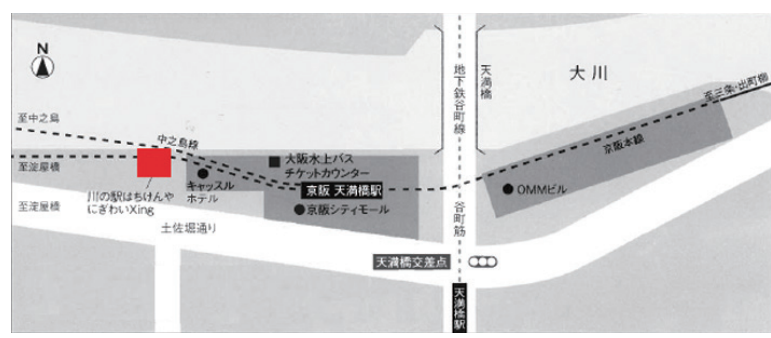 N
至中之島
中之島線
至淀屋橋
川の駅はちけんや
にぎわいXing
至淀屋橋
土佐堀通り
キャッスル
ホテル
大阪水上バス
チケットカウンター
京阪 天満橋駅
京阪シティモール
天満橋交差点
地下鉄谷町線
谷町筋
天満橋駅
天満橋
大川
至三条・出町柳
京阪本線
OMMビル